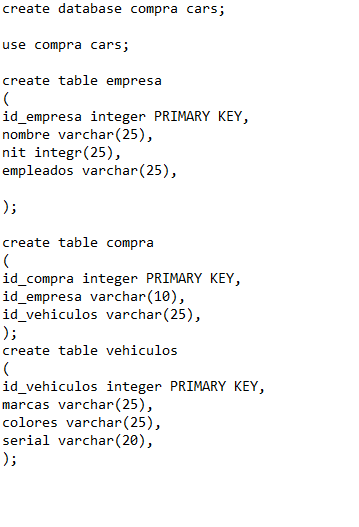 create database compra cars;
use compra cars;
create table empresa
(
id_empresa integer PRIMARY KEY,
nombre varchar(25),
nit integr(25),
empleados varchar(25),
);
create table compra
(
id_compra integer PRIMARY KEY,
id_empresa varchar(10),
id_vehiculos varchar(25),
);
create table vehiculos
(
id_vehiculos integer PRIMARY KEY,
marcas varchar(25),
colores varchar(25),
serial varchar(20),
);